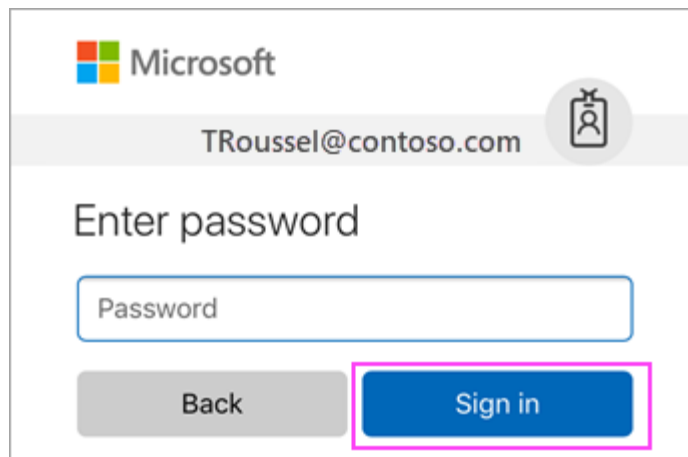 Microsoft
TRoussel@contoso.com
Enter password
Password
Back Sign in